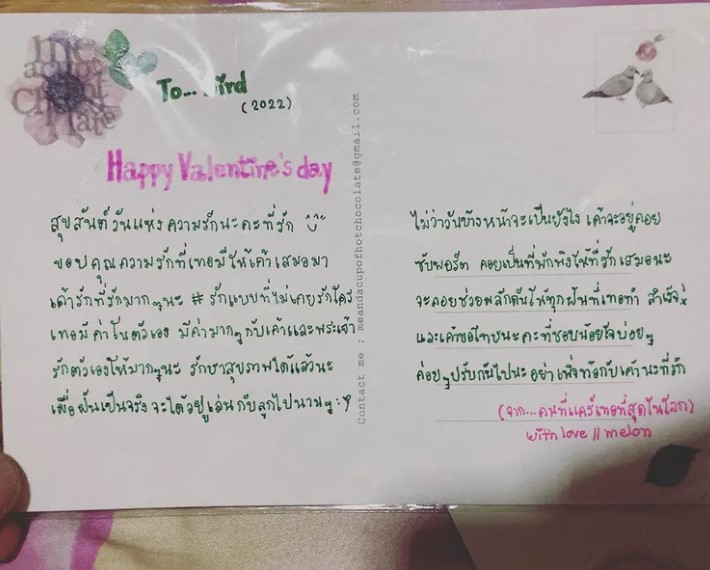 me
and cup of
Chocolate
To... Bird
(2022)
Happy Valentine's day
สุขสันต์วันแห่งความรักนะคะที่รัก
ขอบคุณความรักที่เทอมีให้เค้าเสมอมา
เค้ารักที่รักมากๆนะ #รักแบบที่ไม่เคยรักใคร
เทอมีค่าในตัวเอง มีค่ามากๆกับเค้าและพระเจ้า
รักตัวเองให้มากๆนะ รักษาสุขภาพได้แล้วนะ
เผื่อฝันเป็นจริง จะได้อยู่เล่นกับลูกไปนานๆ :)
Contact me : meandacupofhotchocolate@gmail.com
ไม่ว่าวันข้างหน้าจะเป็นยังไง เค้าจะอยู่คอย
ซับพอร์ต คอยเป็นที่พักพิงให้ที่รักเสมอนะ
จะคอยช่วยผลักดันให้ทุกฝันที่เทอทำ สำเร็จ
และเค้าขอโทษนะคะที่ชอบน้อยใจบ่อยๆ
ค่อยๆปรับกันไปนะ อย่าเพิ่งท้อกับเค้านะที่รัก
(จาก... คนที่แคร์เทอที่สุดในโลก)
with love // melon